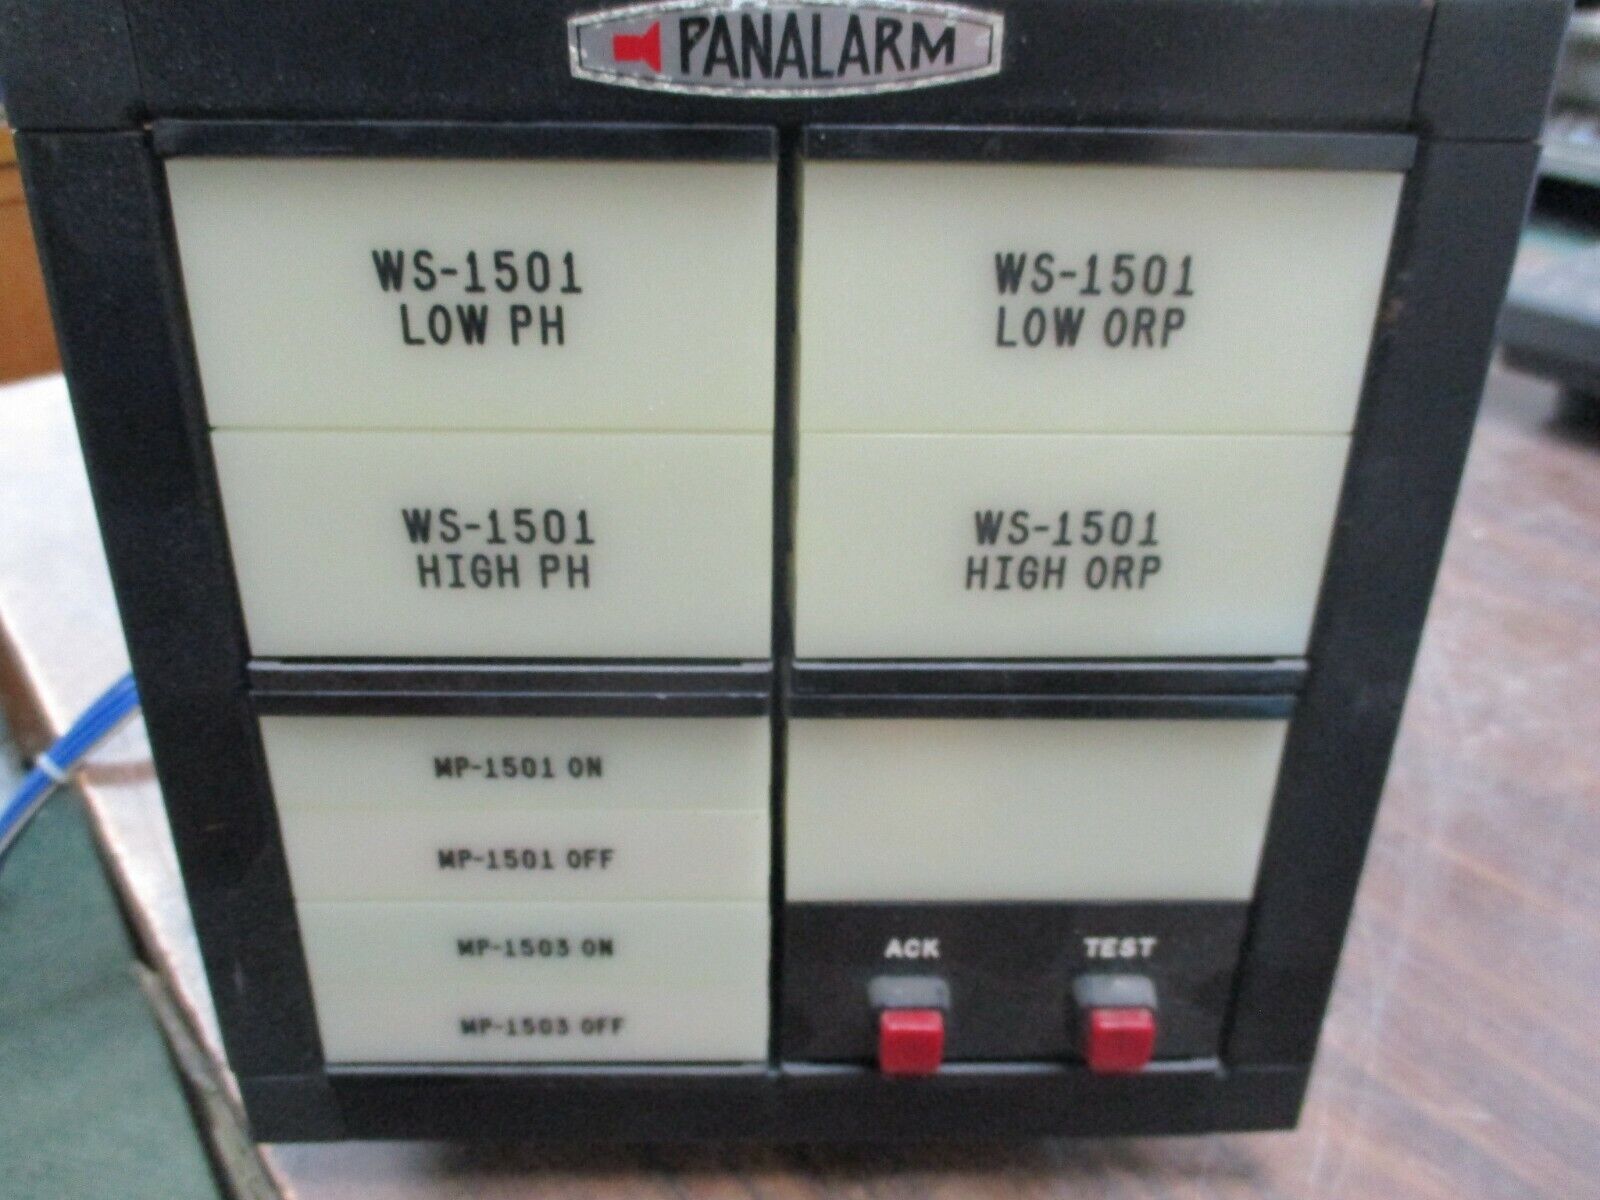 PANALARM
WS-1501
LOW PH
WS-1501
LOW ORP
WS-1501
HIGH PH
WS-1501
HIGH ORP
MP-1501 ON
MP-1501 OFF
MP-1503 ON
MP-1503 OFF
ACK
TEST